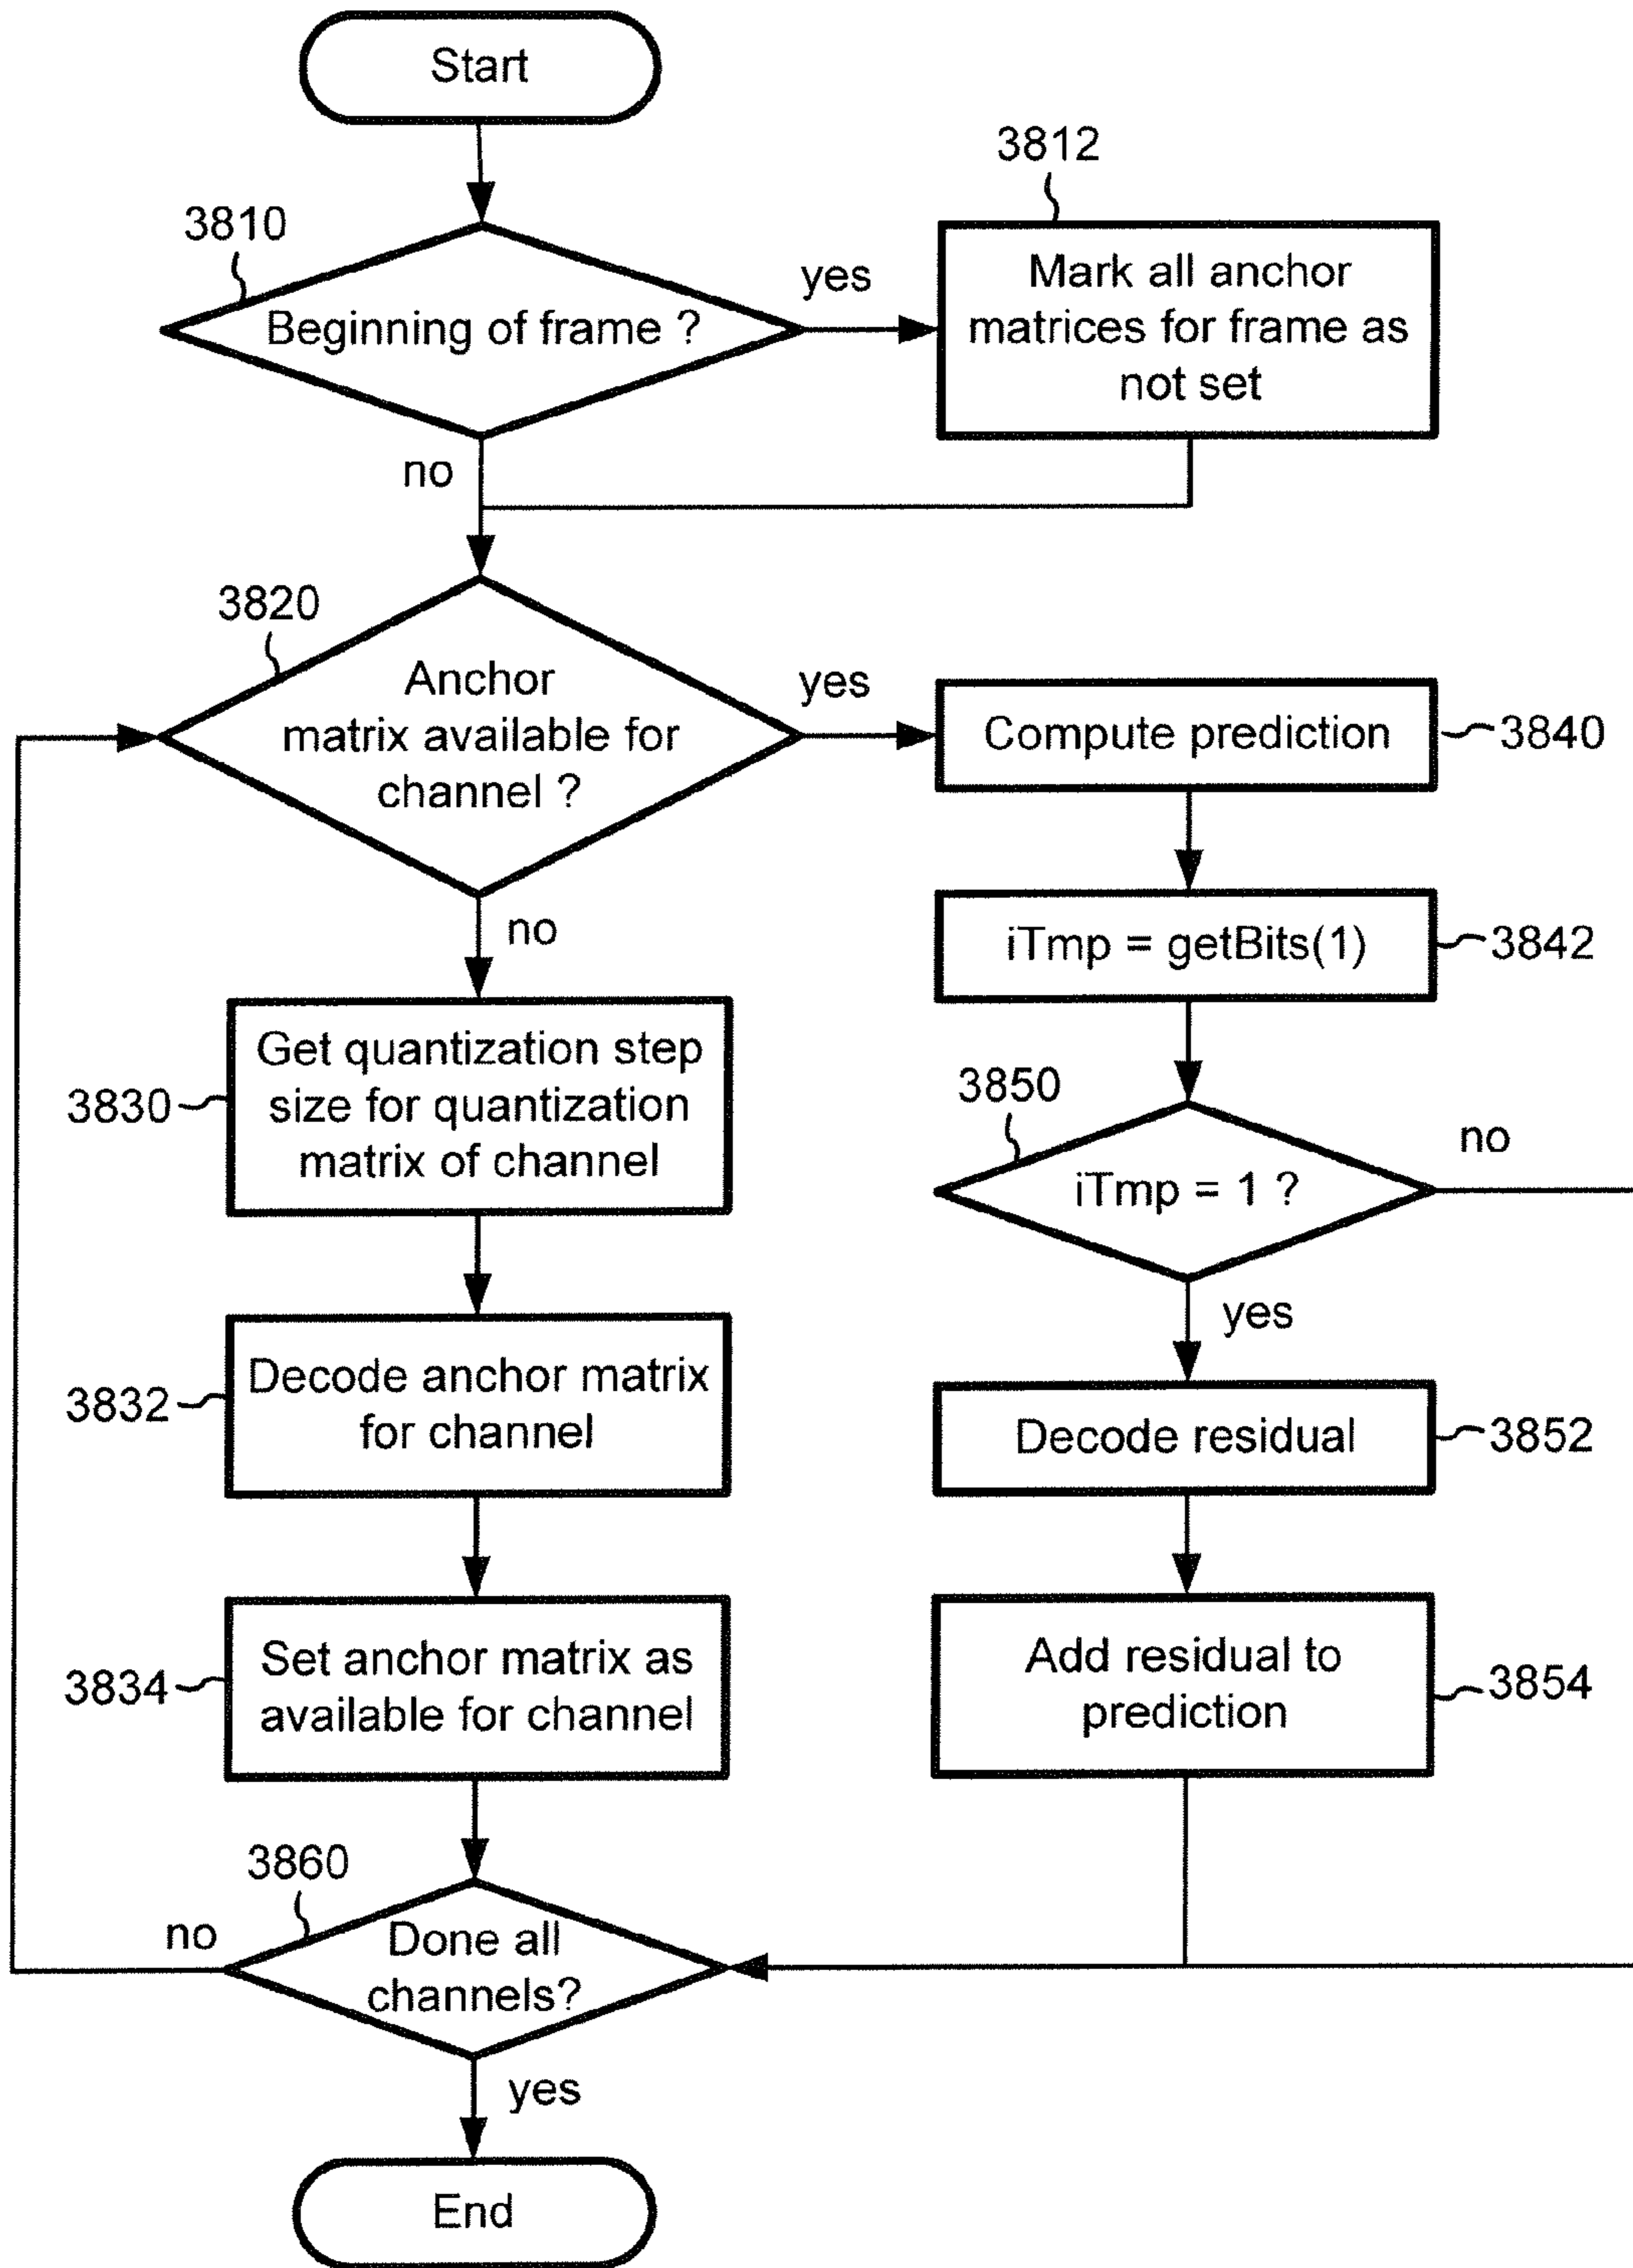 Start
3812
3810
Beginning of frame ?
yes
Mark all anchor
matrices for frame as
not set
no
3820
Anchor
matrix available for
channel ?
yes
Compute prediction
3840
no
iTmp = getBits(1)
3842
3830
Get quantization step
size for quantization
matrix of channel
3850
iTmp = 1 ?
no
yes
3832
Decode anchor matrix
for channel
Decode residual
3852
3834
Set anchor matrix as
available for channel
Add residual to
prediction
3854
3860
no
Done all
channels?
yes
End